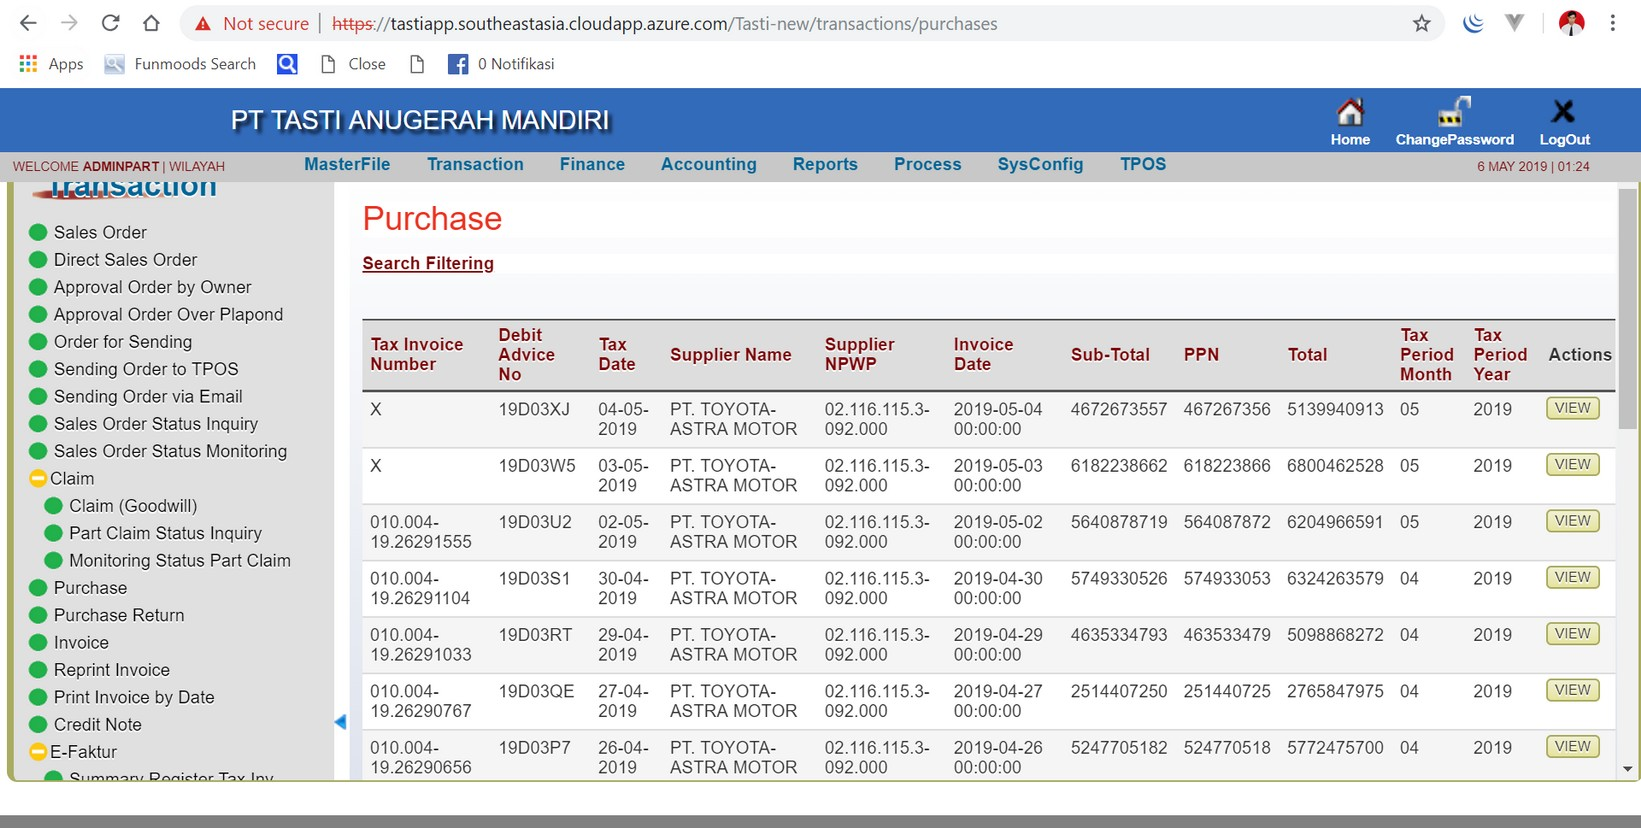 Not secure | https://tastiapp.southeastasia.cloudapp.azure.com/Tasti-new/transactions/purchases
Apps Funmoods Search Close 0 Notifikasi
PT TASTI ANUGERAH MANDIRI
Home ChangePassword LogOut
WELCOME ADMINPART | WILAYAH MasterFile Transaction Finance Accounting Reports Process SysConfig TPOS 6 MAY 2019 | 01:24
Transaction
Sales Order
Direct Sales Order
Approval Order by Owner
Approval Order Over Plapond
Order for Sending
Sending Order to TPOS
Sending Order via Email
Sales Order Status Inquiry
Sales Order Status Monitoring
Claim
Claim (Goodwill)
Part Claim Status Inquiry
Monitoring Status Part Claim
Purchase
Purchase Return
Invoice
Reprint Invoice
Print Invoice by Date
Credit Note
E-Faktur
Summary Register Tax Inv
Purchase
Search Filtering
Tax Invoice Number Debit Advice No Tax Date Supplier Name Supplier NPWP Invoice Date Sub-Total PPN Total Tax Period Month Tax Period Year Actions
X 19D03XJ 04-05-2019 PT. TOYOTA-ASTRA MOTOR 02.116.115.3-092.000 2019-05-04 00:00:00 4672673557 467267356 5139940913 05 2019 VIEW
X 19D03W5 03-05-2019 PT. TOYOTA-ASTRA MOTOR 02.116.115.3-092.000 2019-05-03 00:00:00 6182238662 618223866 6800462528 05 2019 VIEW
010.004-19.26291555 19D03U2 02-05-2019 PT. TOYOTA-ASTRA MOTOR 02.116.115.3-092.000 2019-05-02 00:00:00 5640878719 564087872 6204966591 05 2019 VIEW
010.004-19.26291104 19D03S1 30-04-2019 PT. TOYOTA-ASTRA MOTOR 02.116.115.3-092.000 2019-04-30 00:00:00 5749330526 574933053 6324263579 04 2019 VIEW
010.004-19.26291033 19D03RT 29-04-2019 PT. TOYOTA-ASTRA MOTOR 02.116.115.3-092.000 2019-04-29 00:00:00 4635334793 463533479 5098868272 04 2019 VIEW
010.004-19.26290767 19D03QE 27-04-2019 PT. TOYOTA-ASTRA MOTOR 02.116.115.3-092.000 2019-04-27 00:00:00 2514407250 251440725 2765847975 04 2019 VIEW
010.004-19.26290656 19D03P7 26-04-2019 PT. TOYOTA-ASTRA MOTOR 02.116.115.3-092.000 2019-04-26 00:00:00 5247705182 524770518 5772475700 04 2019 VIEW